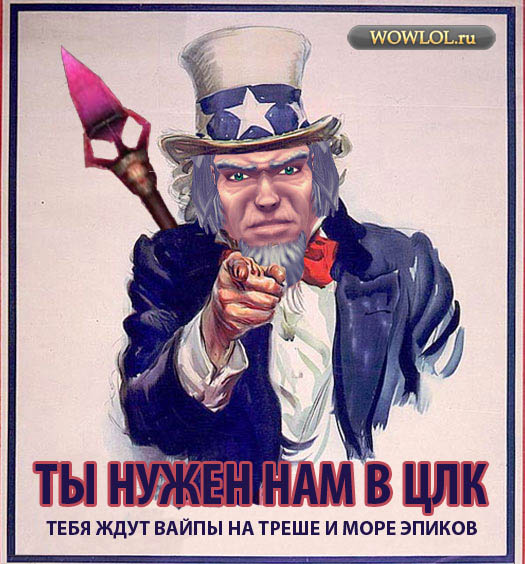 WOWLOL.ru
ТЫ НУЖЕН НАМ В ЦЛК
ТЕБЯ ЖДУТ ВАЙПЫ НА ТРЕШЕ И МОРЕ ЭПИКОВ